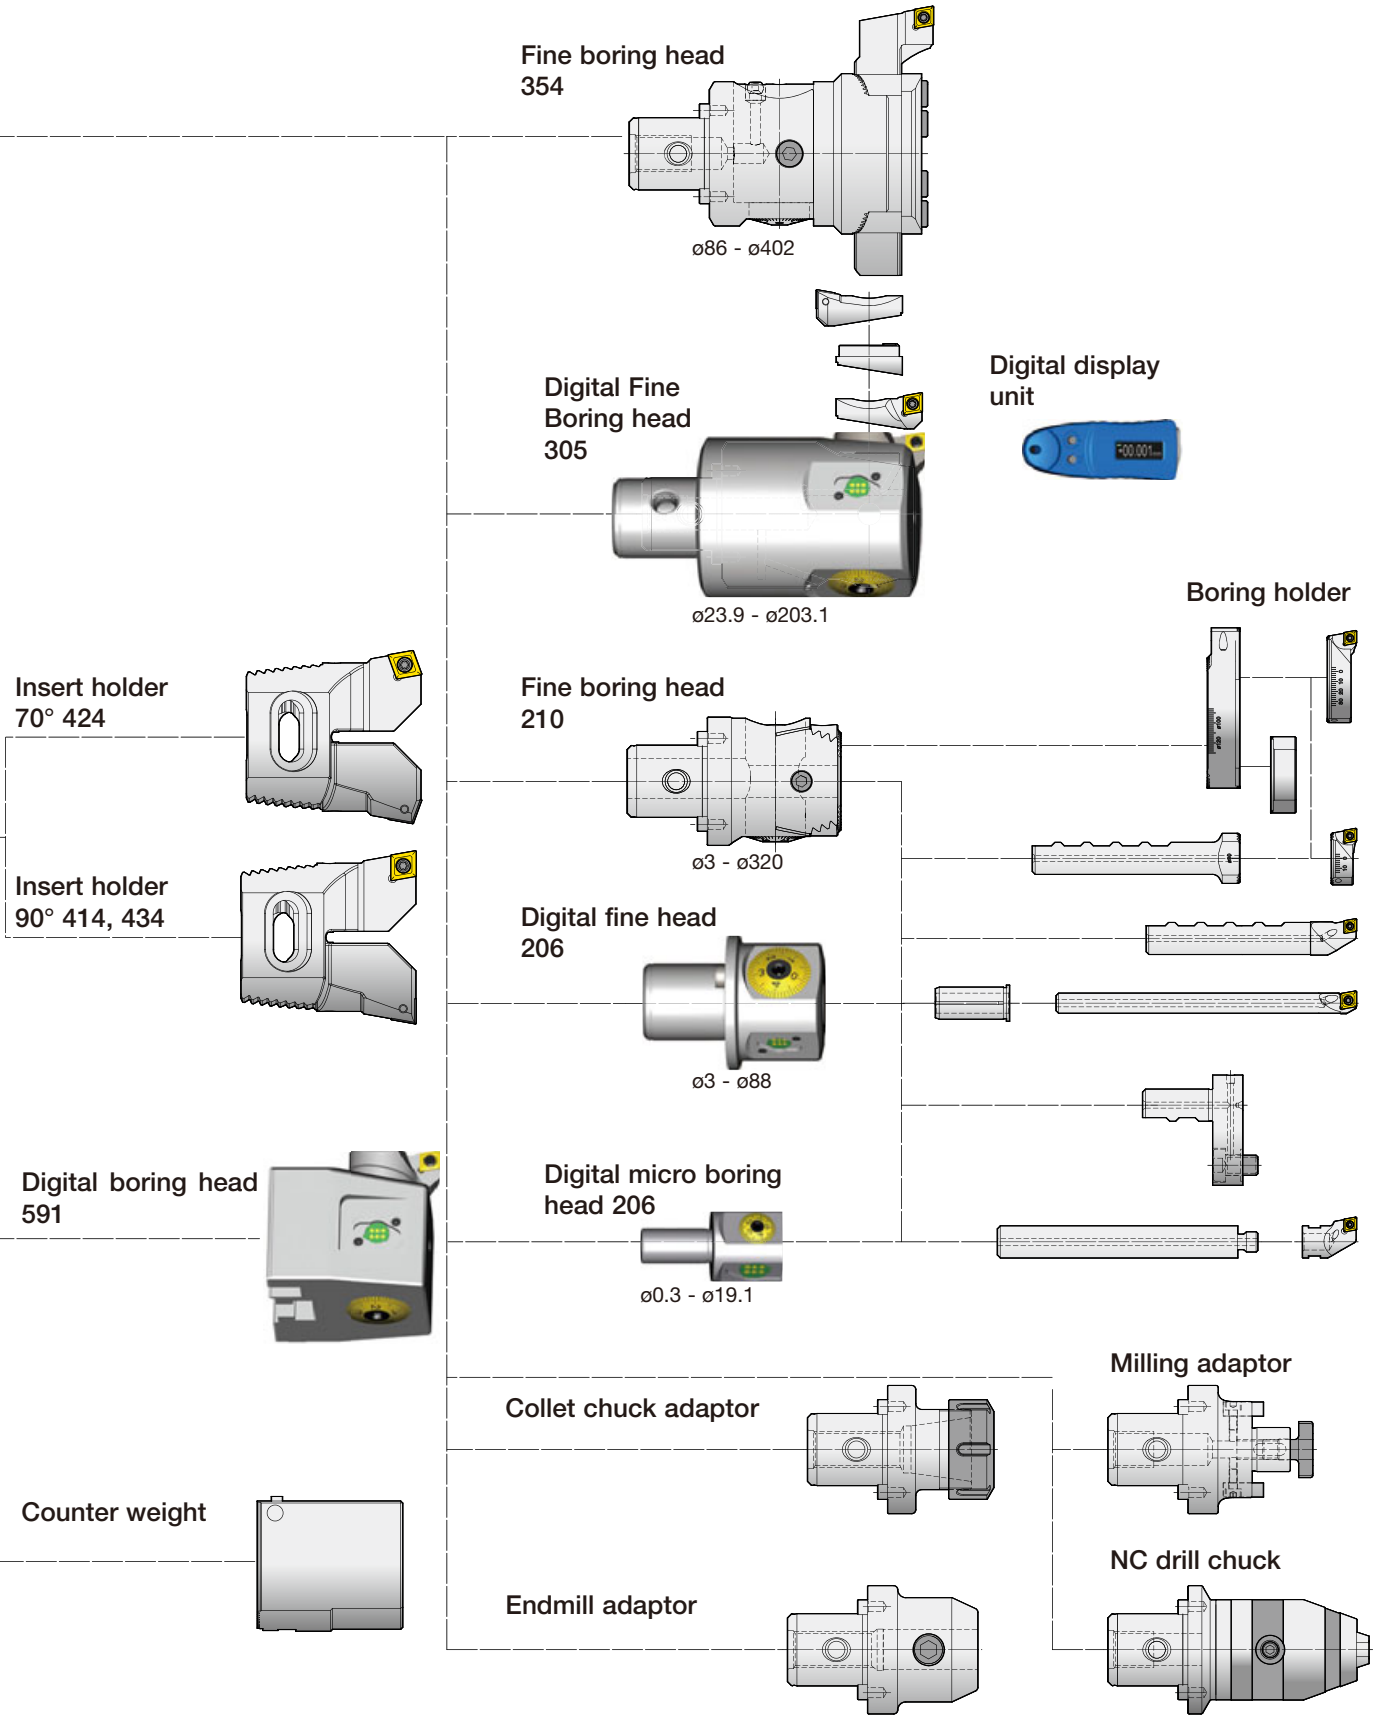 Fine boring head
354
ø86 - ø402
Digital Fine
Boring head
305
ø23.9 - ø203.1
Digital display
unit
+00.001
Boring holder
Insert holder
70° 424
Fine boring head
210
ø3 - ø320
Insert holder
90° 414, 434
Digital fine head
206
ø3 - ø88
Digital boring head
591
Digital micro boring
head 206
ø0.3 - ø19.1
Milling adaptor
Collet chuck adaptor
Counter weight
NC drill chuck
Endmill adaptor